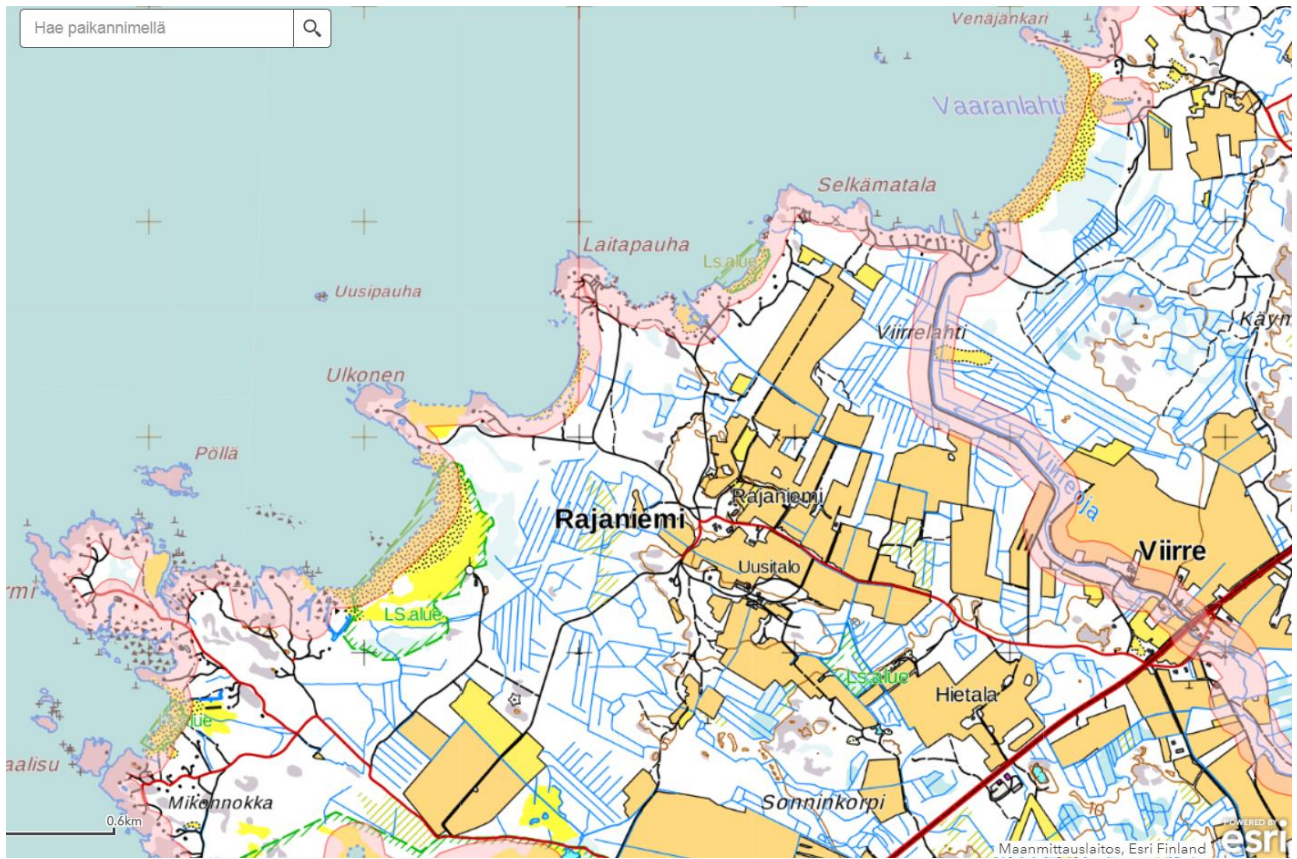 Hae paikannimellä
Venäjänkari
Vaaranlahti
Selkämatala
Laitapauha
Ls.alue
Uusipauha
Käym
Viirrelahti
Ulkonen
Pöllä
Viirreoja
Rajaniemi
Rajaniemi
Viirre
Uusitalo
rmi
LS.alue
Ls.alue
Hietala
lue
aalisu
Mikonnokka
Sonninkorpi
0.6km
10
POWERED BY
esri
Maanmittauslaitos, Esri Finland